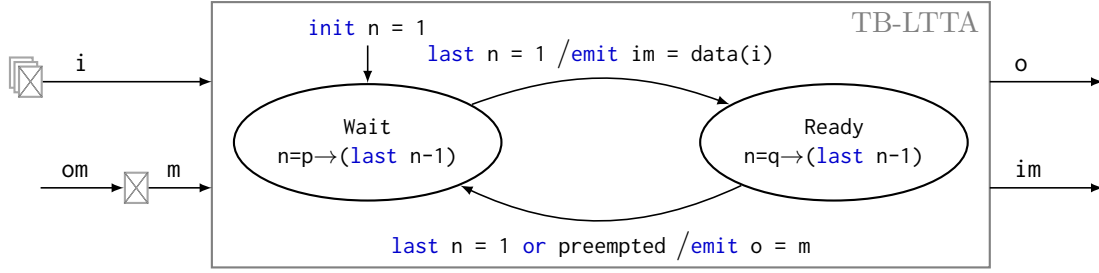 TB-LTTA
init n = 1
last n = 1 / emit im = data(i)
i
o
Wait
n=p→(last n-1)
Ready
n=q→(last n-1)
om
m
im
last n = 1 or preempted / emit o = m